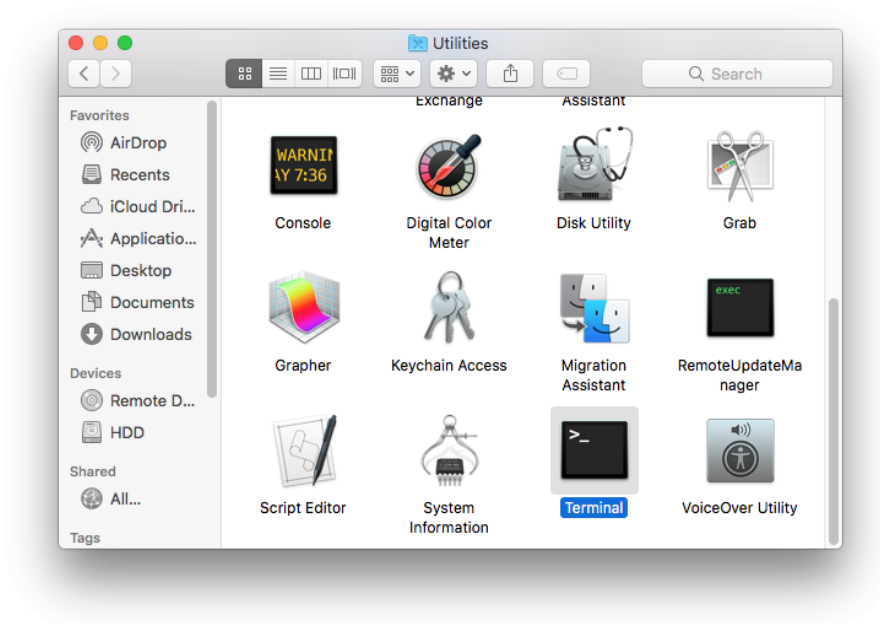 Utilities
Search
Favorites
AirDrop
Recents
iCloud Dri...
Applicatio...
Desktop
Documents
Downloads
Devices
Remote D...
HDD
Shared
All...
Tags
Exchange
Assistant
WARNIN
AY 7:36
Console
Digital Color
Meter
Disk Utility
Grab
Grapher
Keychain Access
Migration
Assistant
exec
RemoteUpdateMa
nager
Script Editor
System
Information
>_
Terminal
VoiceOver Utility